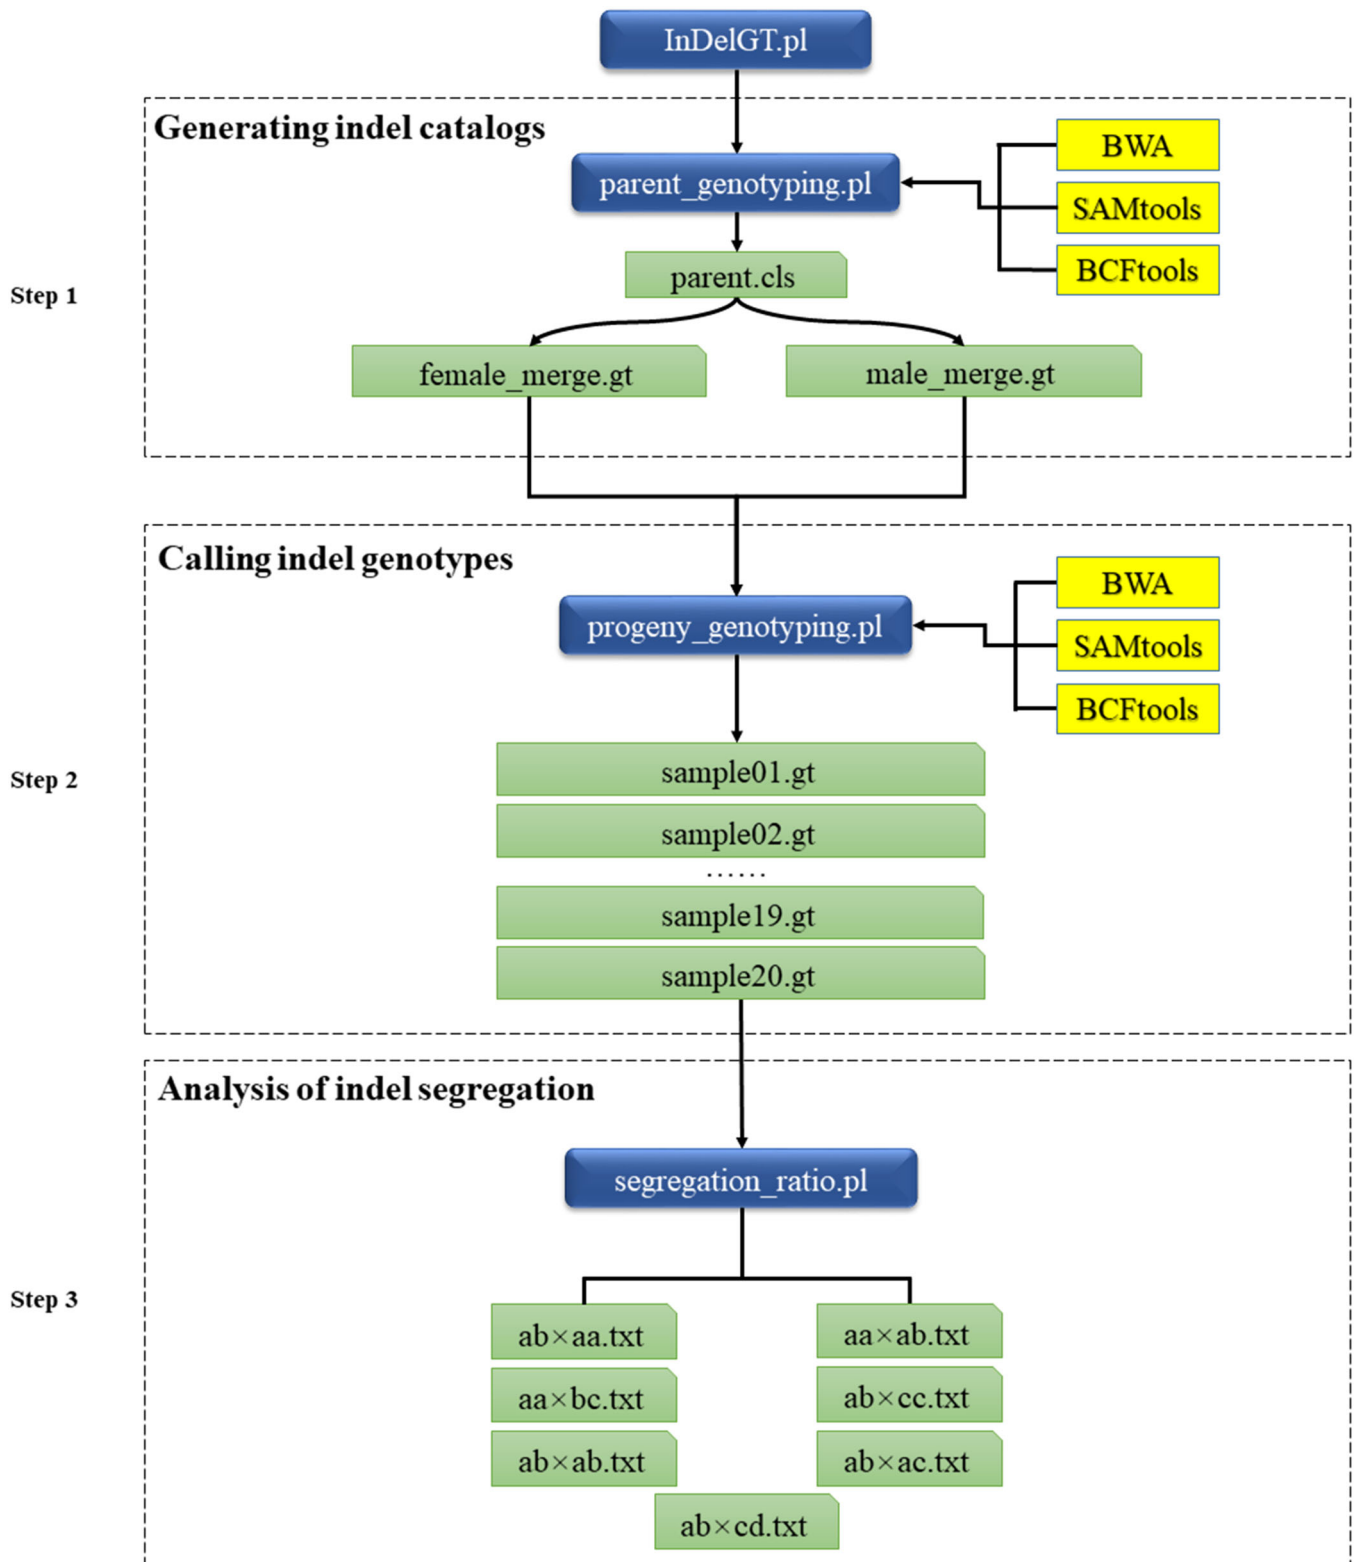 InDelGT.pl
Generating indel catalogs
BWA
parent_genotyping.pl
SAMtools
BCFtools
parent.cls
Step 1
female_merge.gt
male_merge.gt
Calling indel genotypes
BWA
progeny_genotyping.pl
SAMtools
BCFtools
sample01.gt
Step 2
sample02.gt
......
sample19.gt
sample20.gt
Analysis of indel segregation
segregation_ratio.pl
Step 3
ab×aa.txt
aa×ab.txt
aa×bc.txt
ab×cc.txt
ab×ab.txt
ab×ac.txt
ab×cd.txt